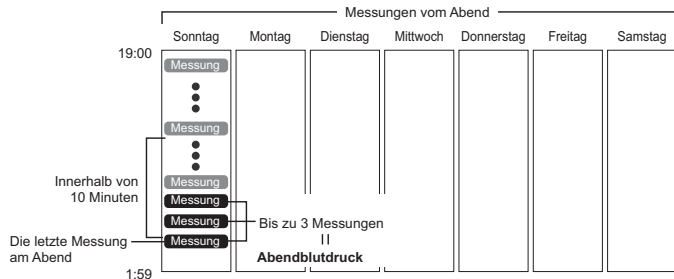 Messungen vom Abend
Sonntag Montag Dienstag Mittwoch Donnerstag Freitag Samstag
19:00
Messung
Messung
Innerhalb von
10 Minuten
Messung
Messung
Messung
Bis zu 3 Messungen
Die letzte Messung
am Abend
Messung
Abendblutdruck
1:59